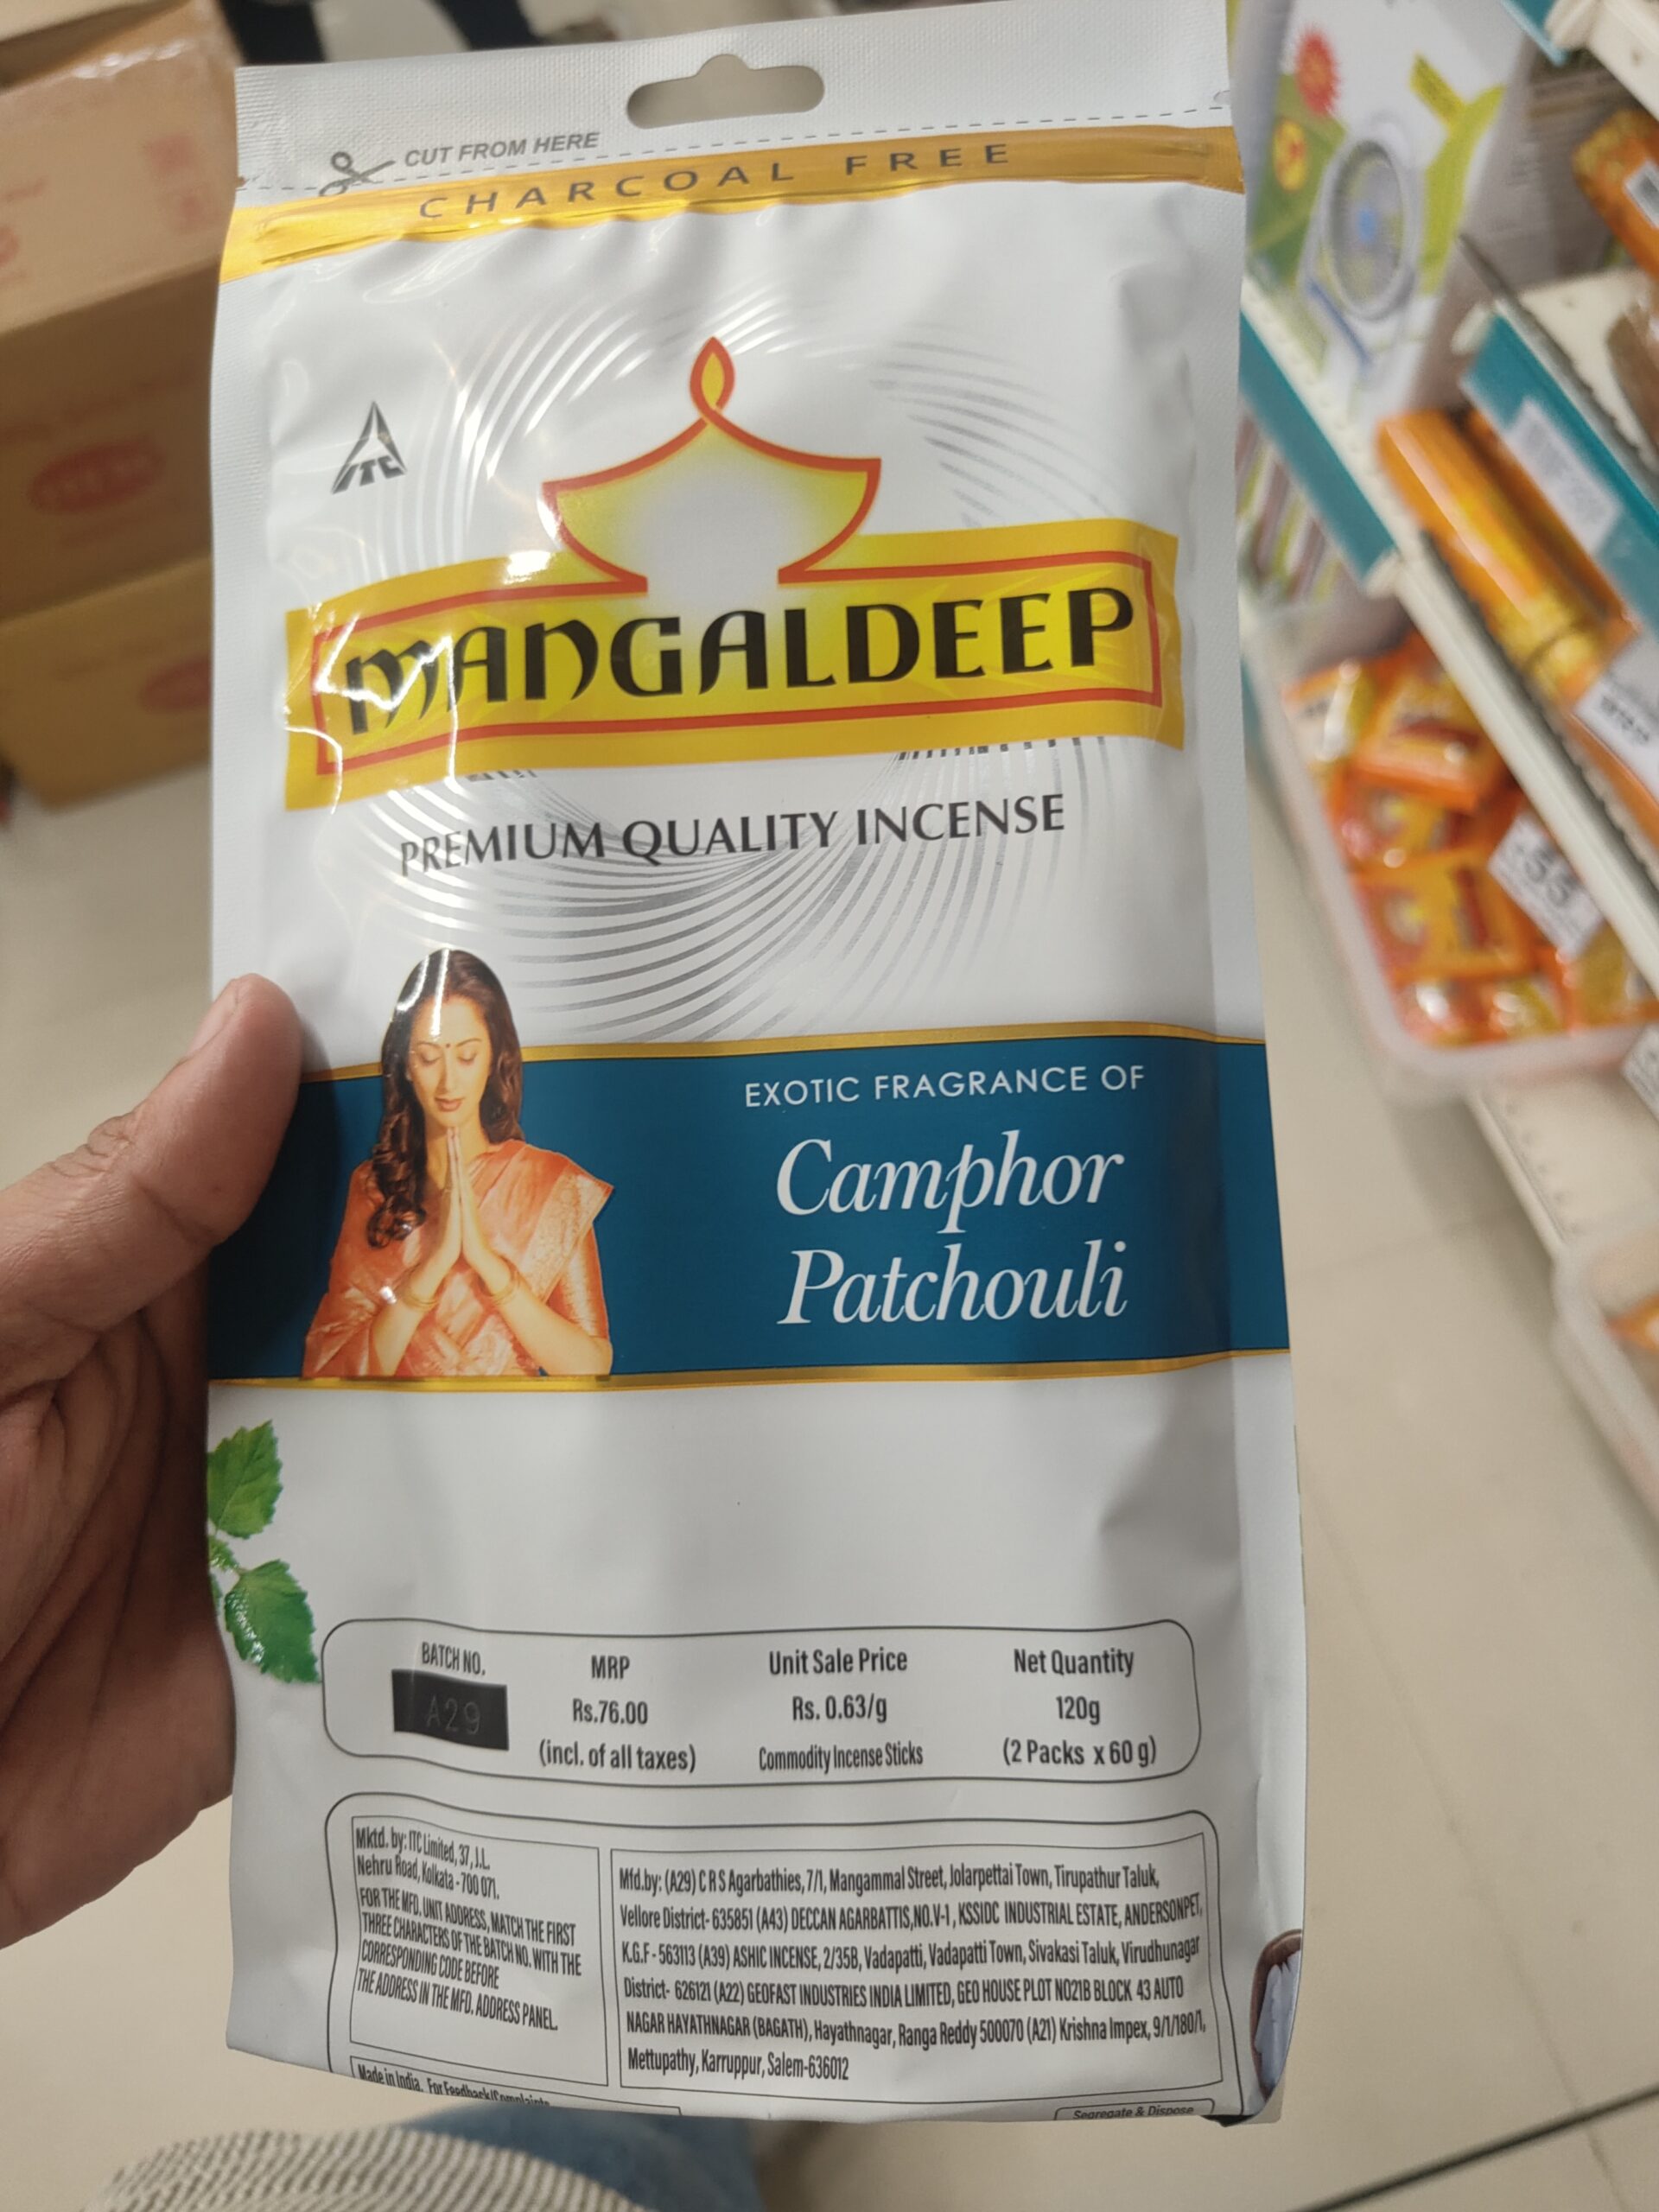 CUT FROM HERE
CHARCOAL FREE
ITC
MANGALDEEP
PREMIUM QUALITY INCENSE
EXOTIC FRAGRANCE OF
Camphor
Patchouli
BATCH NO.
A29
MRP
Rs.76.00
(incl. of all taxes)
Unit Sale Price
Rs. 0.63/g
Commodity Incense Sticks
Net Quantity
120g
(2 Packs x 60 g)
Mktd. by: ITC Limited, 37, J.L.
Nehru Road, Kolkata - 700 071.
FOR THE MFD. UNIT ADDRESS, MATCH THE FIRST
THREE CHARACTERS OF THE BATCH NO. WITH THE
CORRESPONDING CODE BEFORE
THE ADDRESS IN THE MFD. ADDRESS PANEL.
Mfd.by: (A29) C R S Agarbathies, 7/1, Mangammal Street, Jolarpettai Town, Tirupathur Taluk,
Vellore District- 635851 (A43) DECCAN AGARBATTIS,NO.V-1, KSSIDC INDUSTRIAL ESTATE, ANDERSONPET,
K.G.F - 563113 (A39) ASHIC INCENSE, 2/35B, Vadapatti, Vadapatti Town, Sivakasi Taluk, Virudhunagar
District- 626121 (A22) GEOFAST INDUSTRIES INDIA LIMITED, GEO HOUSE PLOT NO21B BLOCK 43 AUTO
NAGAR HAYATHNAGAR (BAGATH), Hayathnagar, Ranga Reddy 500070 (A21) Krishna Impex, 9/1/180/1,
Mettupathy, Karruppur, Salem-636012
Made in India. For Feedback/Complaints
Segregate & Dispose
55